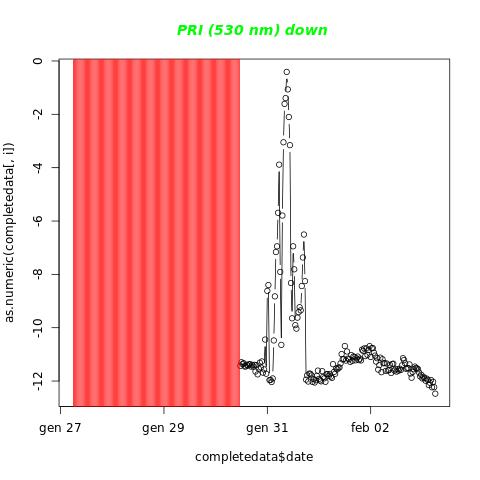 PRI (530 nm) down
as.numeric(completedata[, i])
0
-2
-4
-6
-8
-10
-12
gen 27
gen 29
gen 31
feb 02
completedata$date